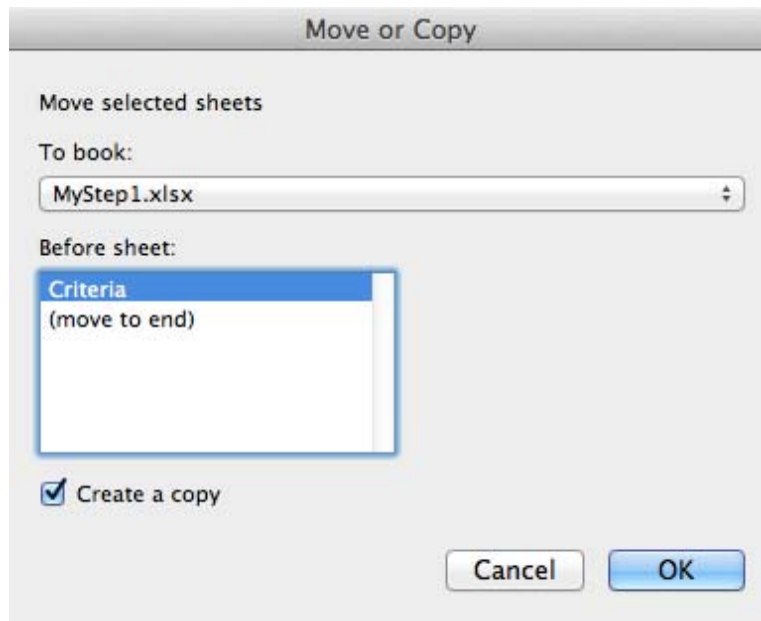 Move or Copy
Move selected sheets
To book:
MyStep1.xlsx
Before sheet:
Criteria
(move to end)
Create a copy
Cancel OK